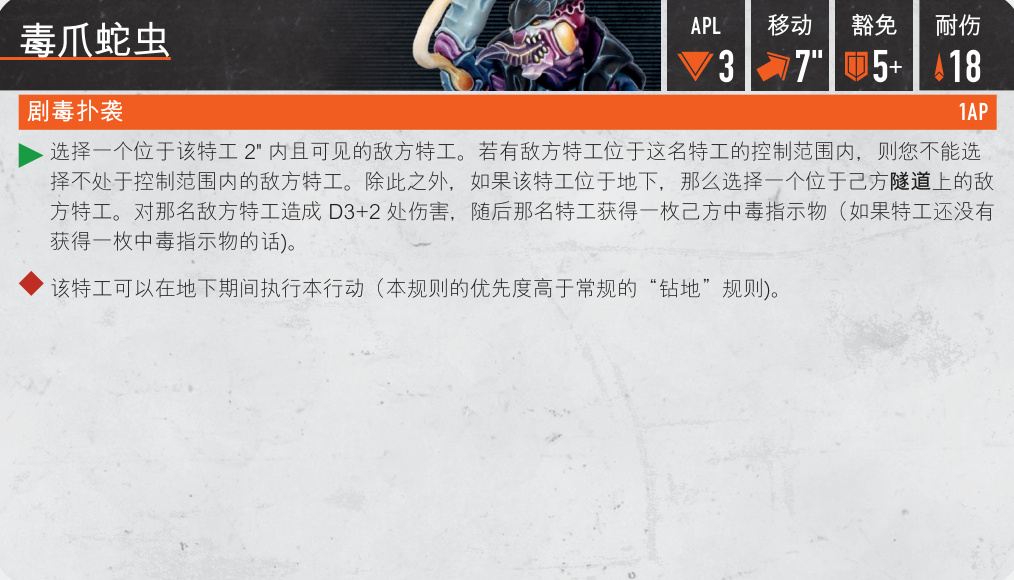 毒爪蛇虫
APL
3
移动
7"
豁免
5+
耐伤
18
剧毒扑袭
1AP
选择一个位于该特工 2" 内且可见的敌方特工。若有敌方特工位于这名特工的控制范围内，则您不能选
择不处于控制范围内的敌方特工。除此之外，如果该特工位于地下，那么选择一个位于己方隧道上的敌
方特工。对那名敌方特工造成 D3+2 处伤害，随后那名特工获得一枚己方中毒指示物（如果特工还没有
获得一枚中毒指示物的话)。
该特工可以在地下期间执行本行动（本规则的优先度高于常规的“钻地”规则)。